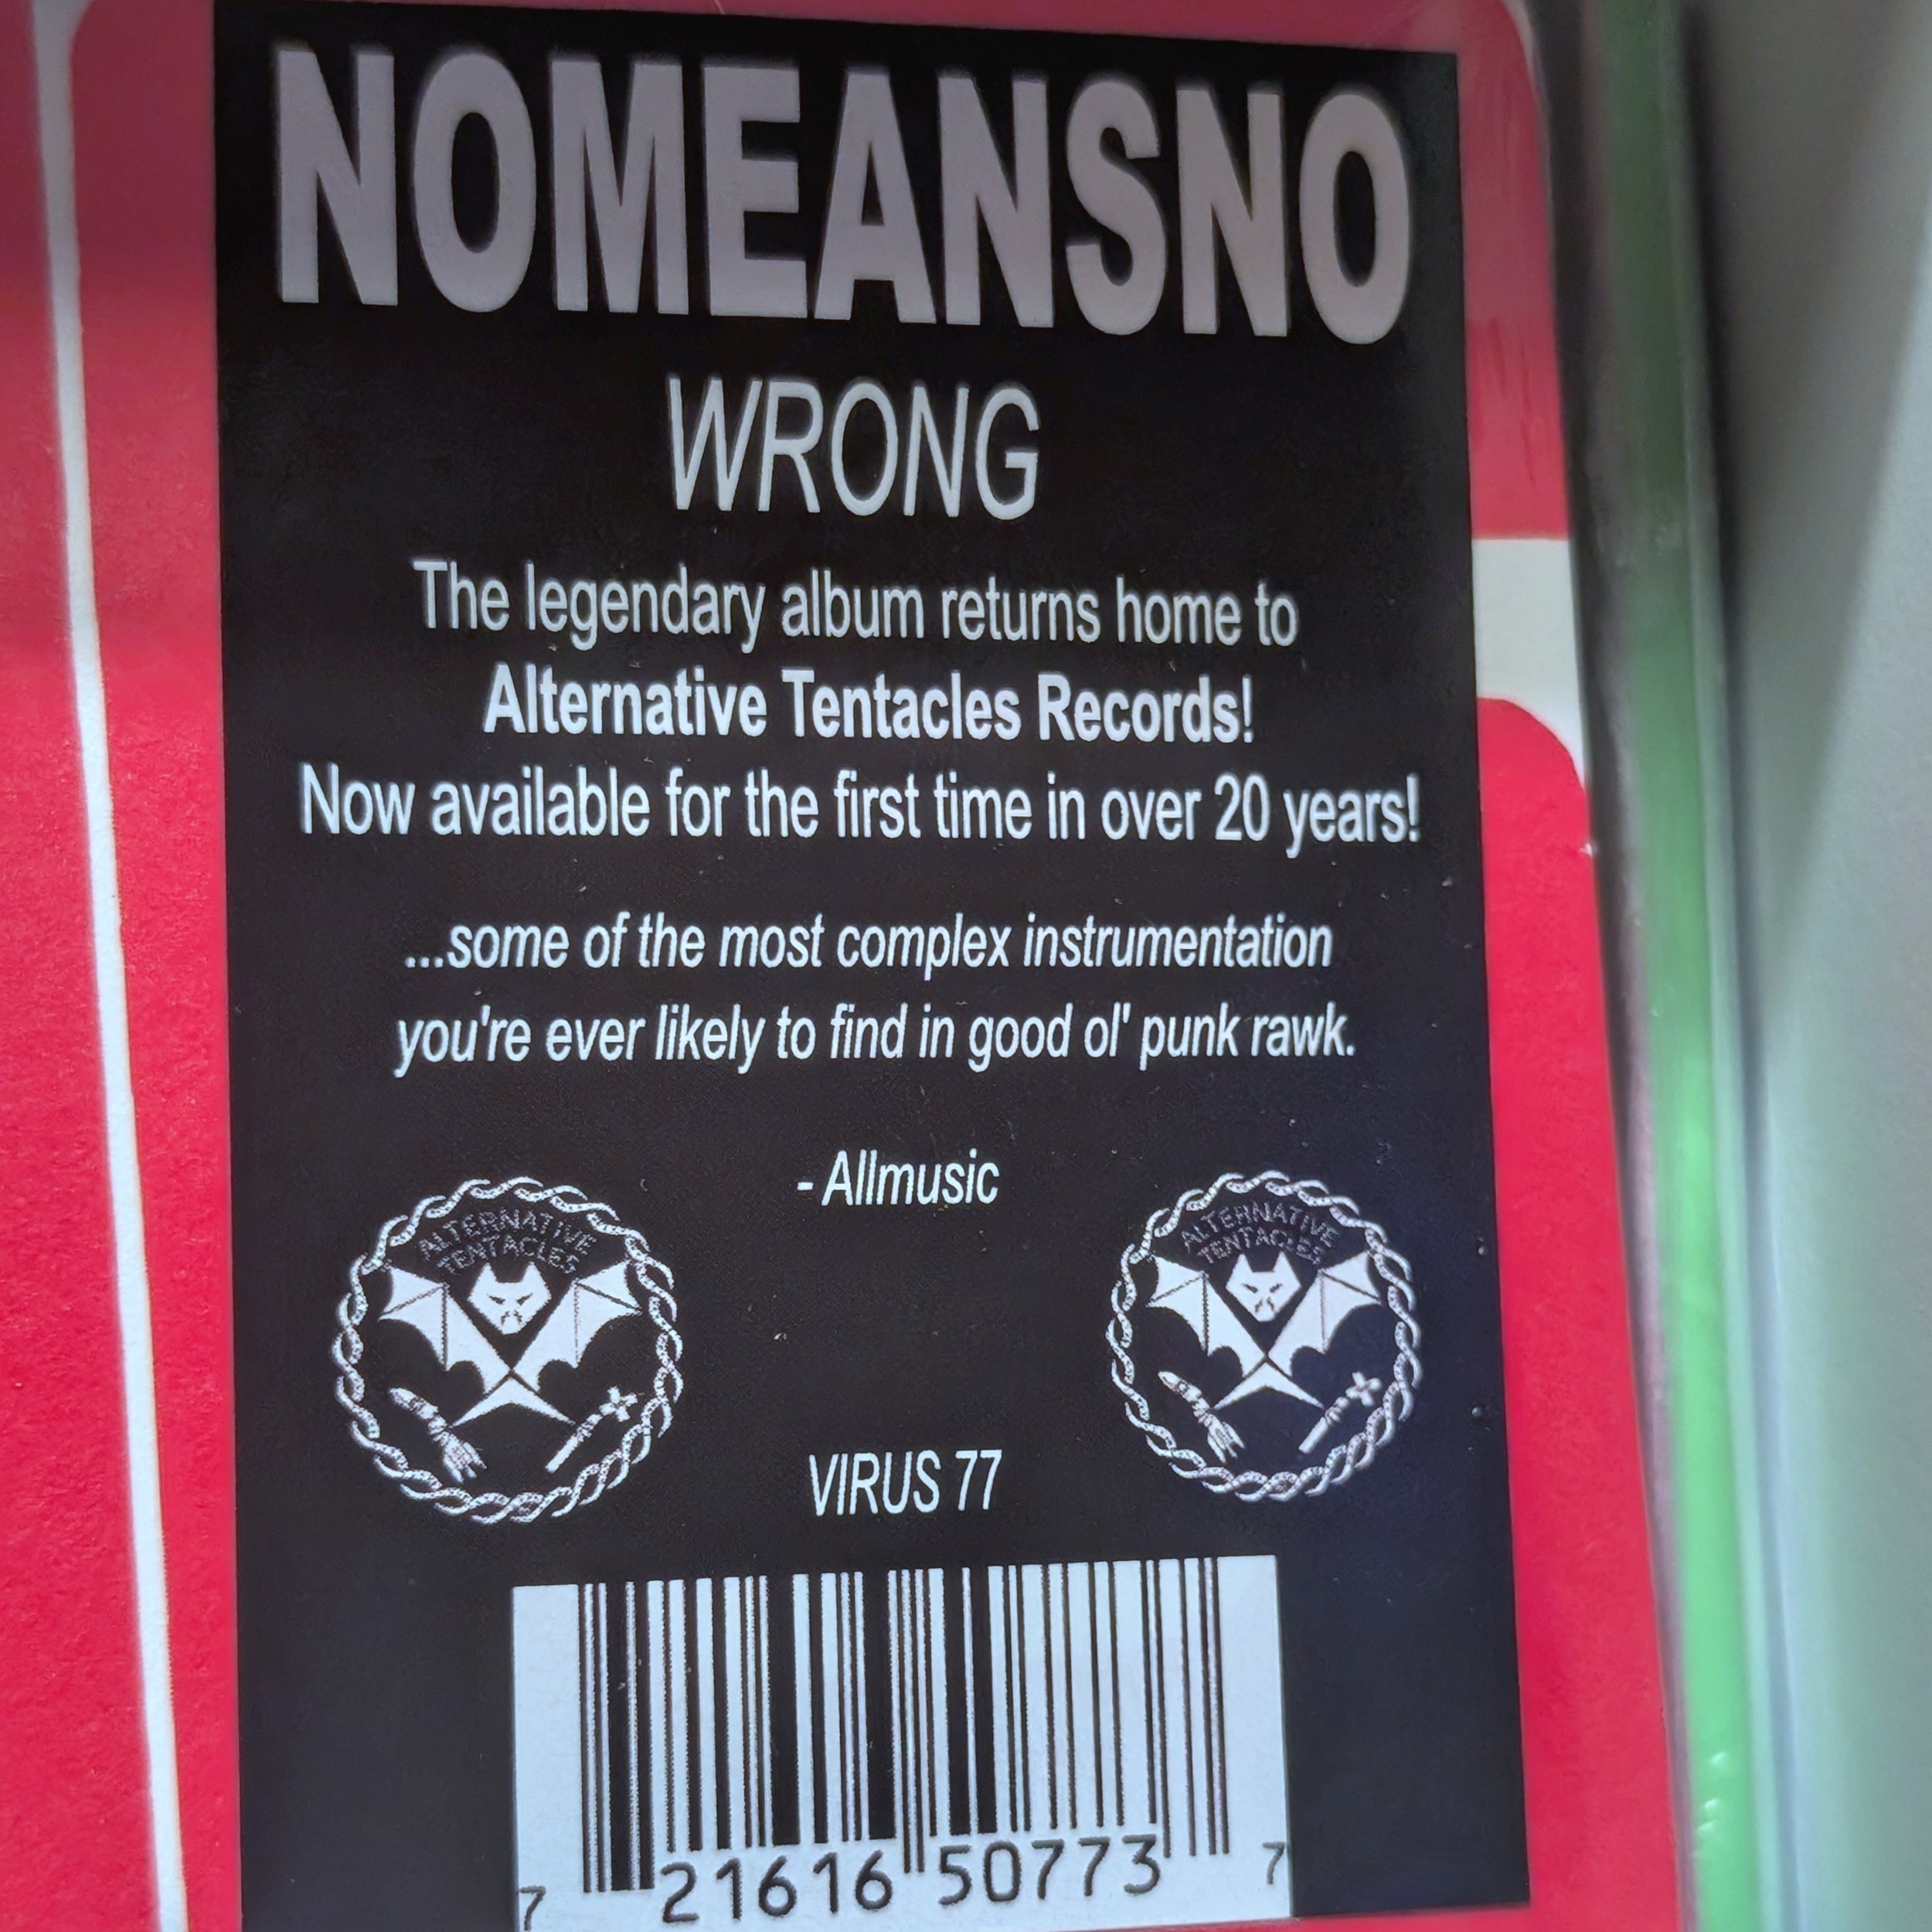 NOMEANSNO
WRONG
The legendary album returns home to
Alternative Tentacles Records!
Now available for the first time in over 20 years!
...some of the most complex instrumentation
you're ever likely to find in good ol' punk rawk.
- Allmusic
ALTERNATIVE
TENTACLES
ALTERNATIVE
TENTACLES
VIRUS 77
7 21616 50773 7